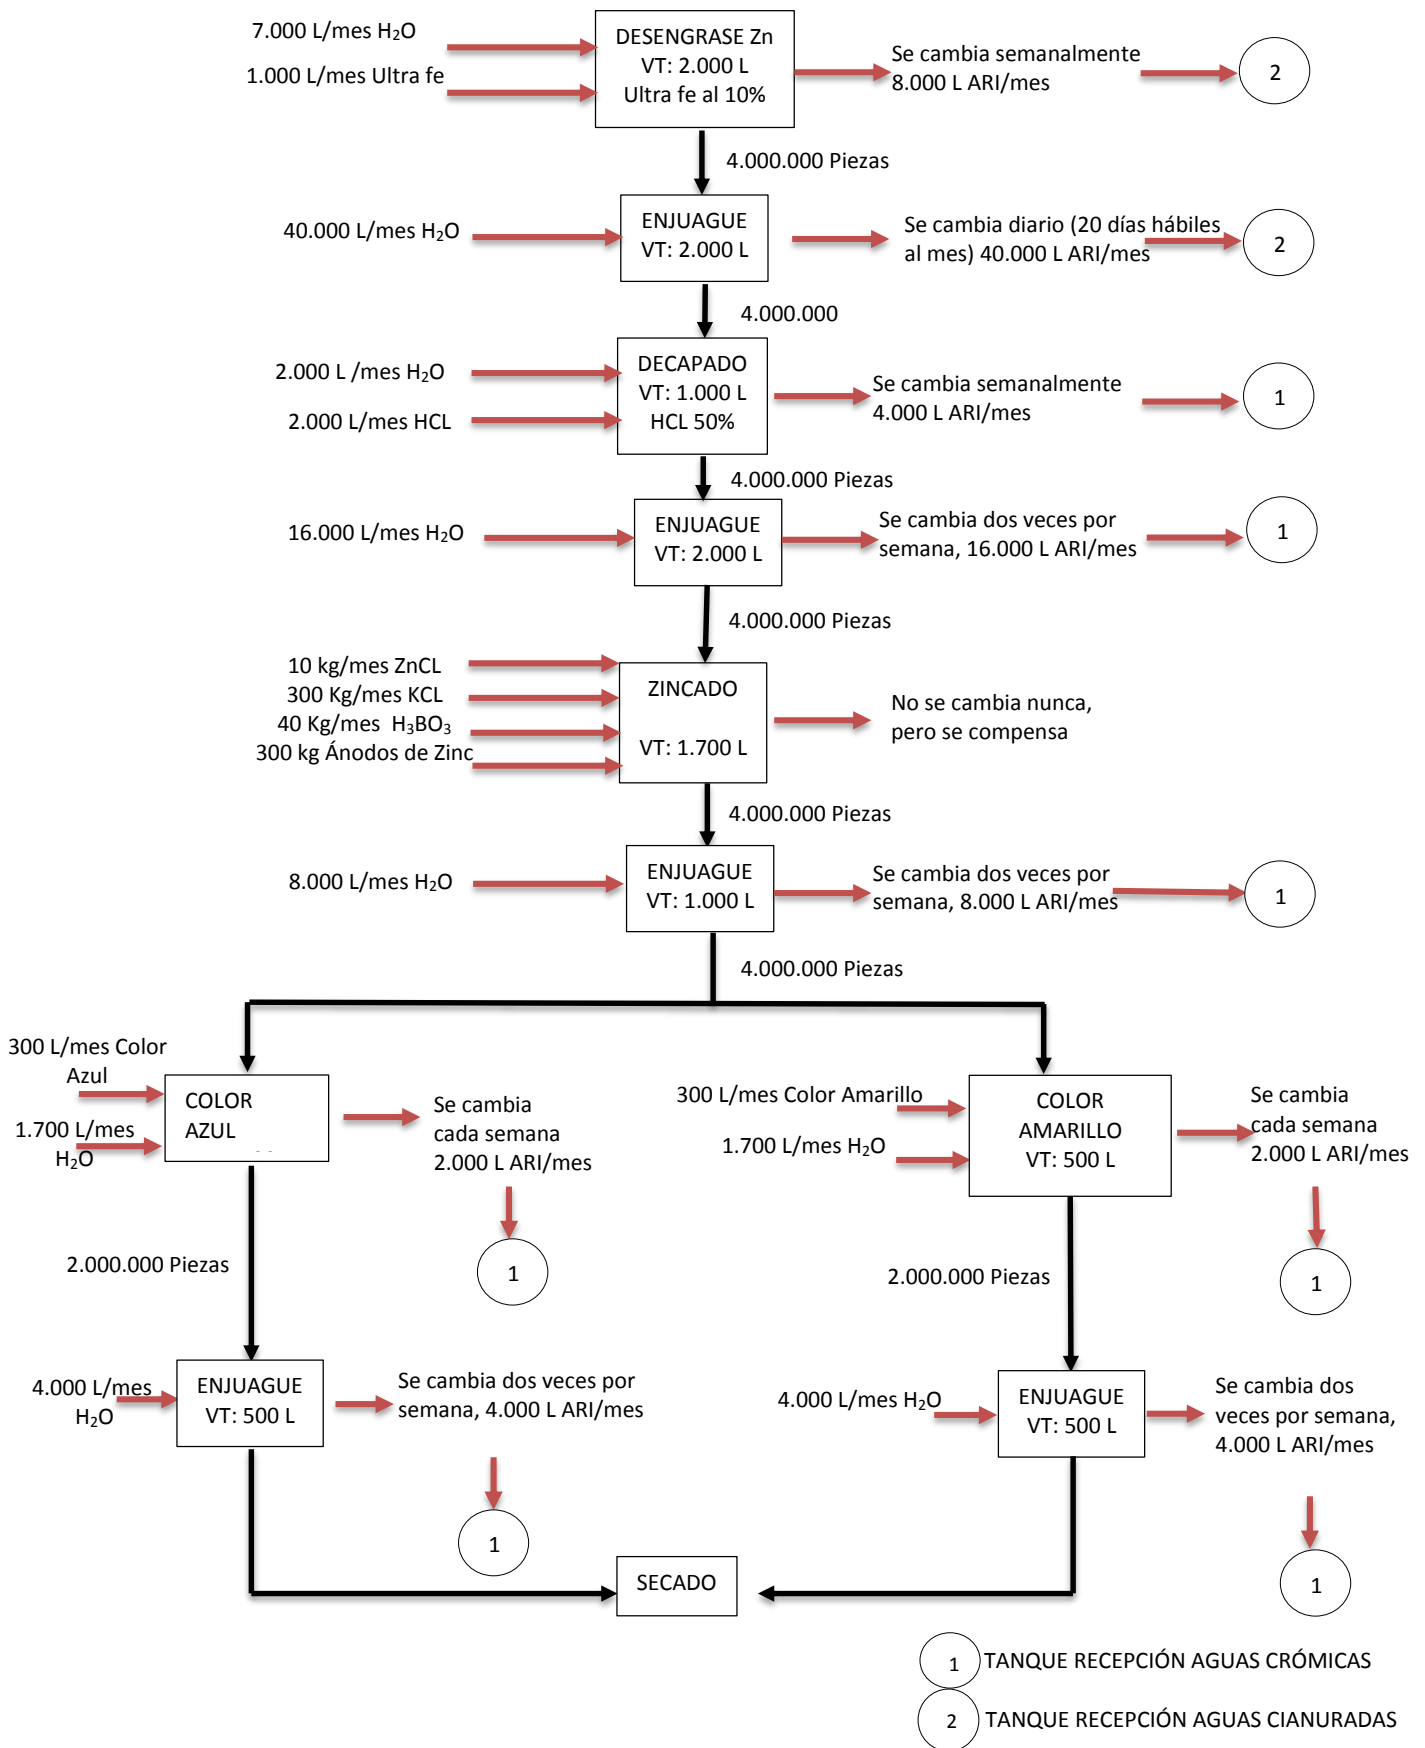 7.000 L/mes H₂O
1.000 L/mes Ultra fe
DESENGRASE Zn
VT: 2.000 L
Ultra fe al 10%
Se cambia semanalmente
8.000 L ARI/mes
2
4.000.000 Piezas
40.000 L/mes H₂O
ENJUAGUE
VT: 2.000 L
Se cambia diario (20 días hábiles
al mes) 40.000 L ARI/mes
2
4.000.000
2.000 L /mes H₂O
2.000 L/mes HCL
DECAPADO
VT: 1.000 L
HCL 50%
Se cambia semanalmente
4.000 L ARI/mes
1
4.000.000 Piezas
16.000 L/mes H₂O
ENJUAGUE
VT: 2.000 L
Se cambia dos veces por
semana, 16.000 L ARI/mes
1
4.000.000 Piezas
10 kg/mes ZnCL
300 Kg/mes KCL
40 Kg/mes H₃BO₃
300 kg Ánodos de Zinc
ZINCADO
VT: 1.700 L
No se cambia nunca,
pero se compensa
4.000.000 Piezas
8.000 L/mes H₂O
ENJUAGUE
VT: 1.000 L
Se cambia dos veces por
semana, 8.000 L ARI/mes
1
4.000.000 Piezas
300 L/mes Color
Azul
1.700 L/mes
H₂O
COLOR
AZUL
Se cambia
cada semana
2.000 L ARI/mes
1
300 L/mes Color Amarillo
1.700 L/mes H₂O
COLOR
AMARILLO
VT: 500 L
Se cambia
cada semana
2.000 L ARI/mes
1
2.000.000 Piezas
2.000.000 Piezas
4.000 L/mes
H₂O
ENJUAGUE
VT: 500 L
Se cambia dos veces por
semana, 4.000 L ARI/mes
1
4.000 L/mes H₂O
ENJUAGUE
VT: 500 L
Se cambia dos
veces por semana,
4.000 L ARI/mes
1
SECADO
1 TANQUE RECEPCIÓN AGUAS CRÓMICAS
2 TANQUE RECEPCIÓN AGUAS CIANURADAS